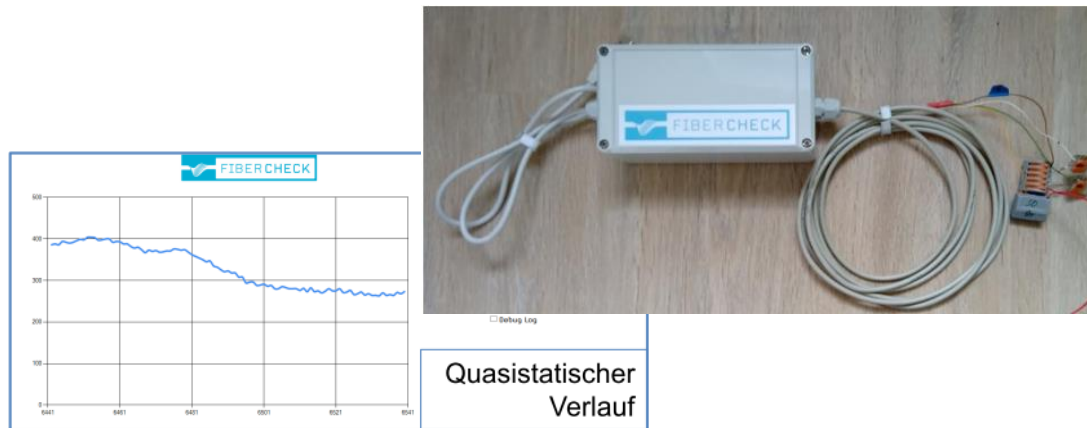 FIBERCHECK
FIBERCHECK
500
400
300
200
100
0
6441
6461
6481
6501
6521
6541
Debug Log
Quasistatischer
Verlauf